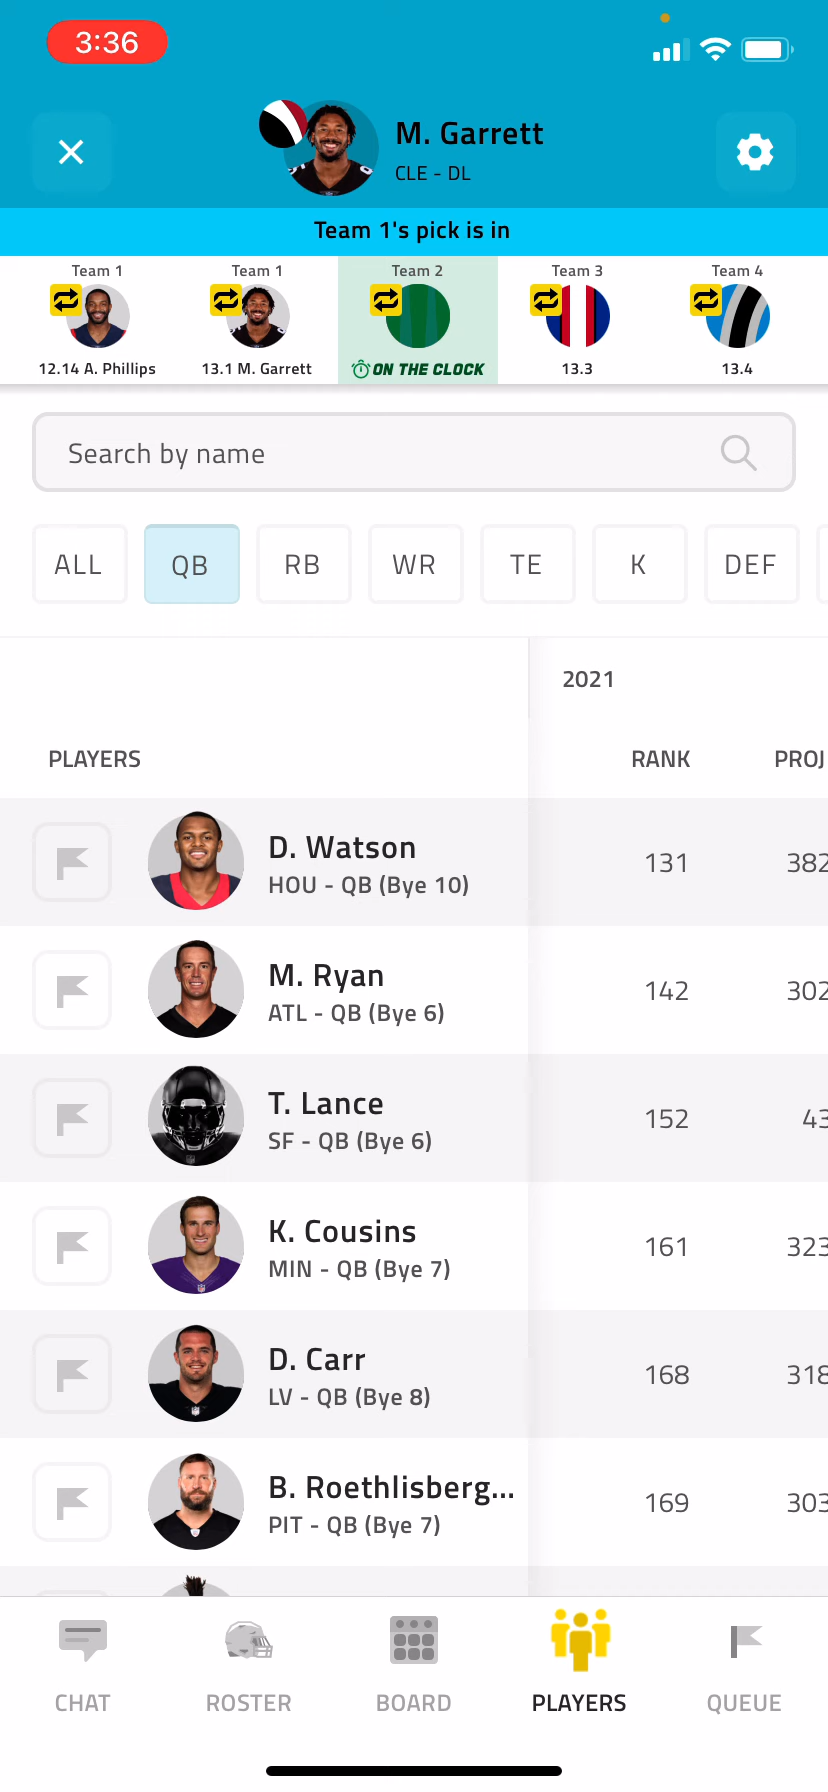 3:36
M. Garrett
CLE - DL
Team 1's pick is in
Team 1 Team 1 Team 2 Team 3 Team 4
12.14 A. Phillips 13.1 M. Garrett ON THE CLOCK 13.3 13.4
Search by name
ALL QB RB WR TE K DEF
2021
PLAYERS RANK PROJ
D. Watson
HOU - QB (Bye 10)
131 382
M. Ryan
ATL - QB (Bye 6)
142 302
T. Lance
SF - QB (Bye 6)
152 43
K. Cousins
MIN - QB (Bye 7)
161 323
D. Carr
LV - QB (Bye 8)
168 318
B. Roethlisberg...
PIT - QB (Bye 7)
169 303
CHAT ROSTER BOARD PLAYERS QUEUE